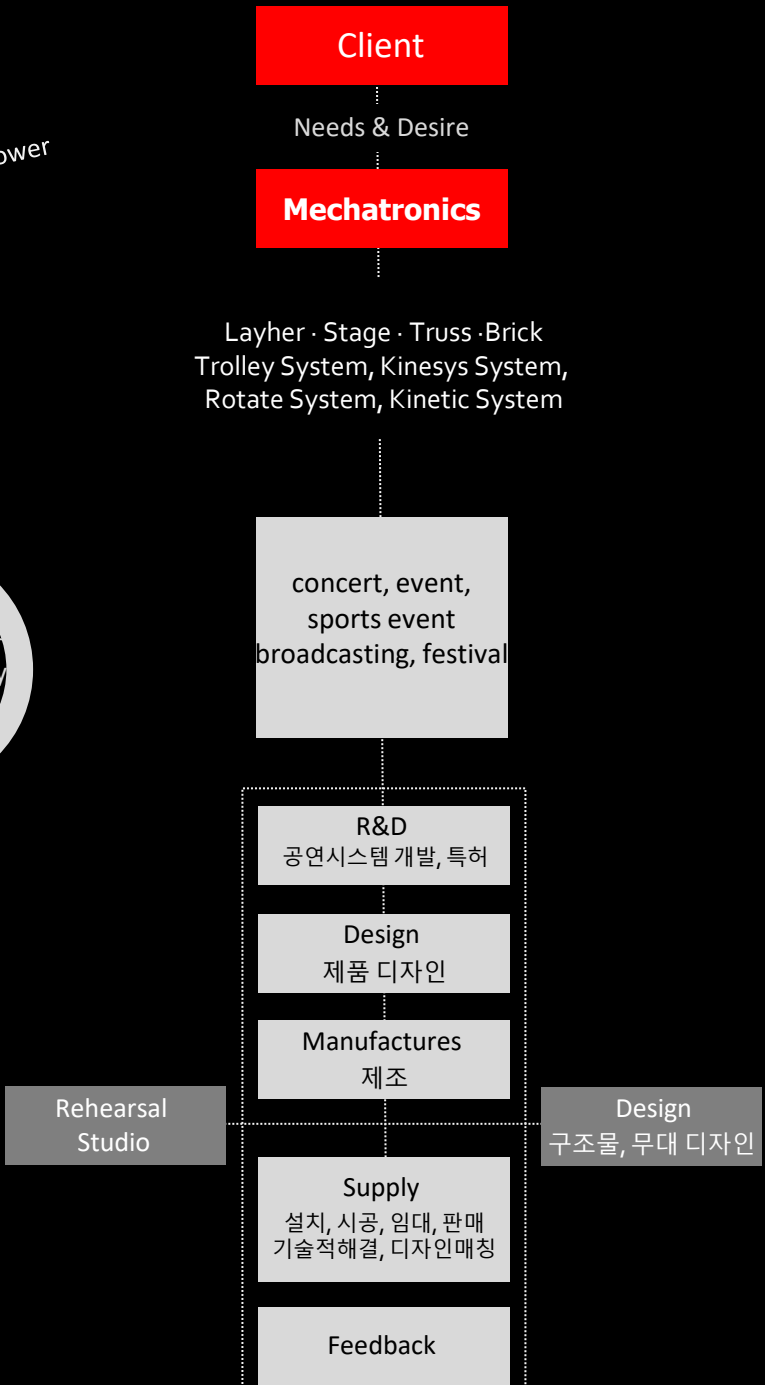 Client
Needs & Desire
Mechatronics
Layher · Stage · Truss ·Brick
Trolley System, Kinesys System,
Rotate System, Kinetic System
concert, event,
sports event
broadcasting, festival
R&D
공연시스템 개발, 특허
Design
제품 디자인
Manufactures
제조
Rehearsal
Studio
Design
구조물, 무대 디자인
Supply
설치, 시공, 임대, 판매
기술적해결, 디자인매칭
Feedback